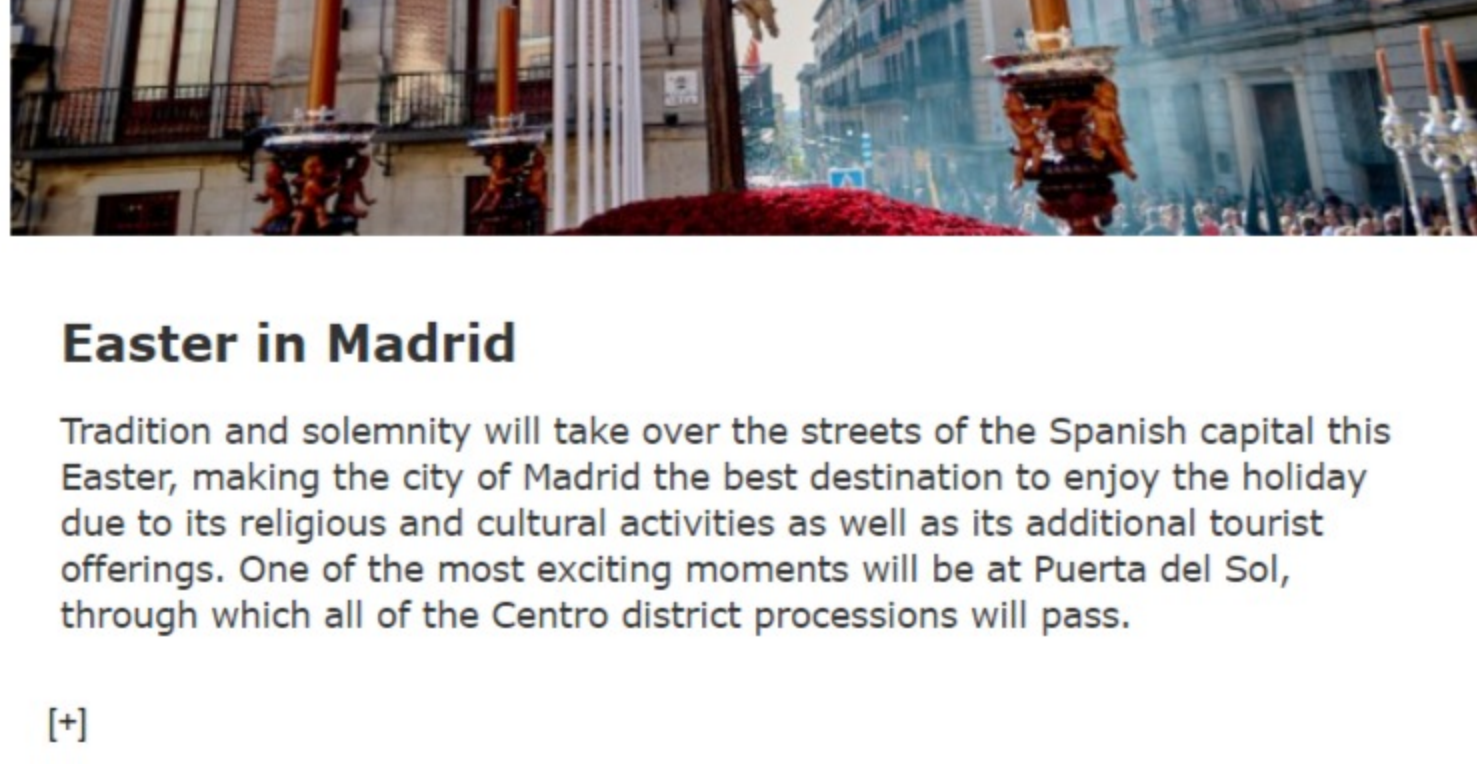 Easter in Madrid
Tradition and solemnity will take over the streets of the Spanish capital this
Easter, making the city of Madrid the best destination to enjoy the holiday
due to its religious and cultural activities as well as its additional tourist
offerings. One of the most exciting moments will be at Puerta del Sol,
through which all of the Centro district processions will pass.
[+]